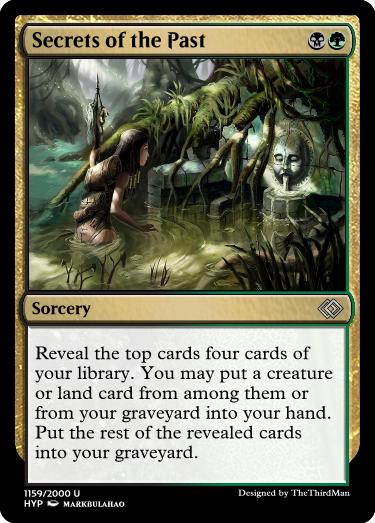 Secrets of the Past
Sorcery
Reveal the top cards four cards of
your library. You may put a creature
or land card from among them or
from your graveyard into your hand.
Put the rest of the revealed cards
into your graveyard.
1159/2000 U
HYP MARKBULAHAO
Designed by TheThirdMan